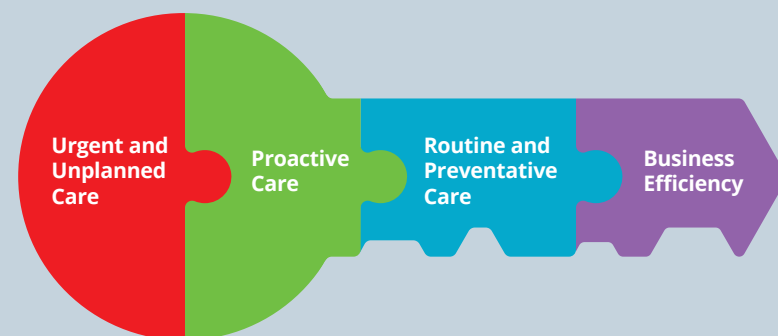 Urgent and
Unplanned
Care
Proactive
Care
Routine and
Preventative
Care
Business
Efficiency